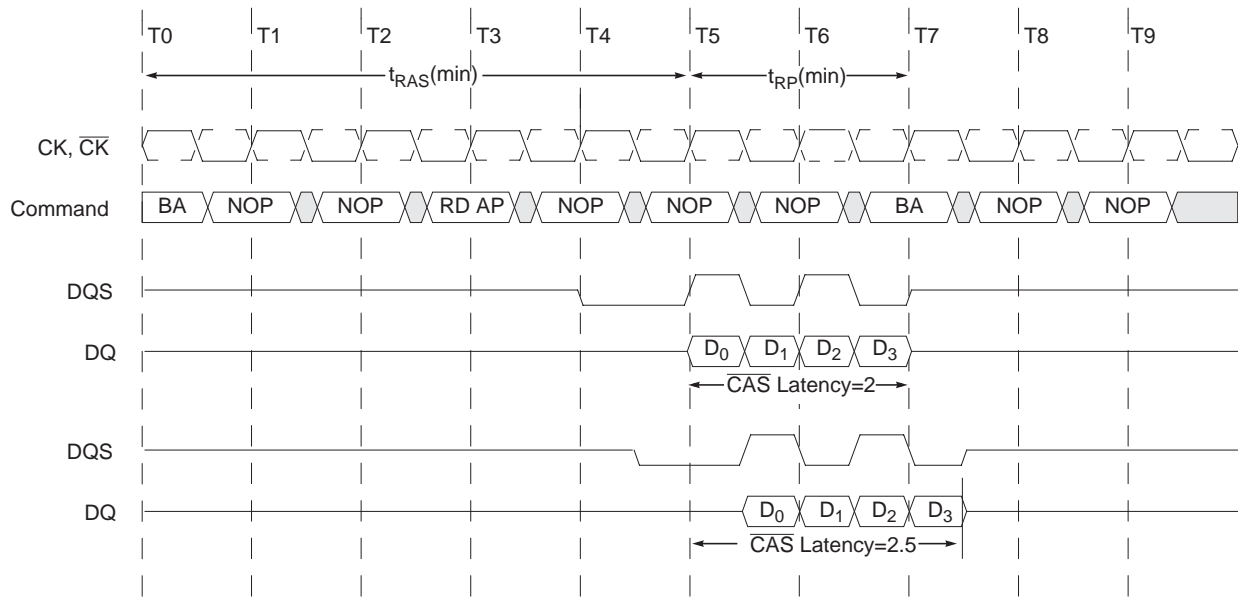 T0 T1 T2 T3 T4 T5 T6 T7 T8 T9
tRAS(min) tRP(min)
CK, CK
Command BA NOP NOP RD AP NOP NOP NOP BA NOP NOP
DQS
DQ D0 D1 D2 D3
CAS Latency=2
DQS
DQ D0 D1 D2 D3
CAS Latency=2.5